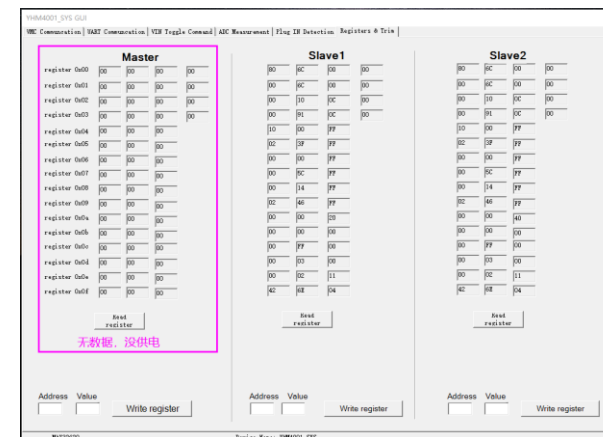 YHM4001_SYS GUI
VMC Commincation UART Comnuncation VIN Toggle Command ADC Measurement Plug IN Detection Registers & Trim
Master Slave1 Slave2
register 0x00 00 00 00 00 80 6C 00 00 80 6C 00 00
register 0x01 00 00 00 00 00 6C 00 00 00 6C 00 00
register 0x02 00 00 00 00 00 10 0C 00 00 10 0C 00
register 0x03 00 00 00 00 00 91 0C 00 00 91 0C 00
register 0x04 00 00 00 10 00 FF 10 00 FF
register 0x05 00 00 00 02 3F FF 02 3F FF
register 0x06 00 00 00 00 00 FF 00 00 FF
register 0x07 00 00 00 00 5C FF 00 5C FF
register 0x08 00 00 00 00 14 FF 00 14 FF
register 0x09 00 00 00 02 46 FF 02 46 FF
register 0x0a 00 00 00 00 00 20 00 00 40
register 0x0b 00 00 00 00 00 00 00 00 00
register 0x0c 00 00 00 00 FF 00 00 FF 00
register 0x0d 00 00 00 80 03 00 80 03 00
register 0x0e 00 00 00 00 02 11 80 02 11
register 0x0f 00 00 00 42 04 42 04
Read register Read register Read register
无数据，没供电
Address Value Address Value Address Value
Write register Write register Write register